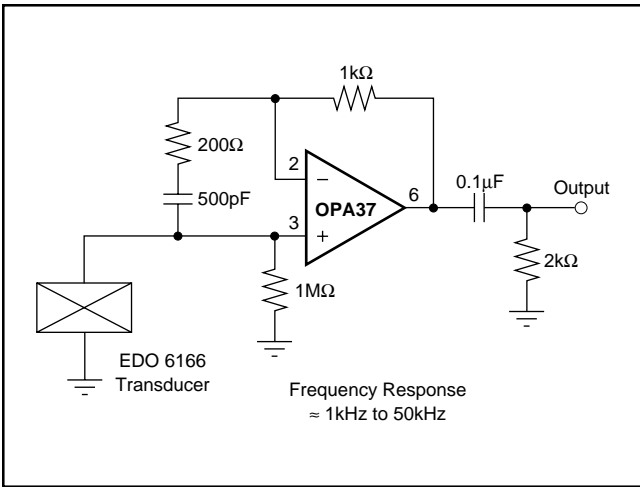 1kΩ
200Ω
500pF
2
−
OPA37
3
+
6
0.1µF
Output
2kΩ
1MΩ
EDO 6166
Transducer
Frequency Response
≈ 1kHz to 50kHz